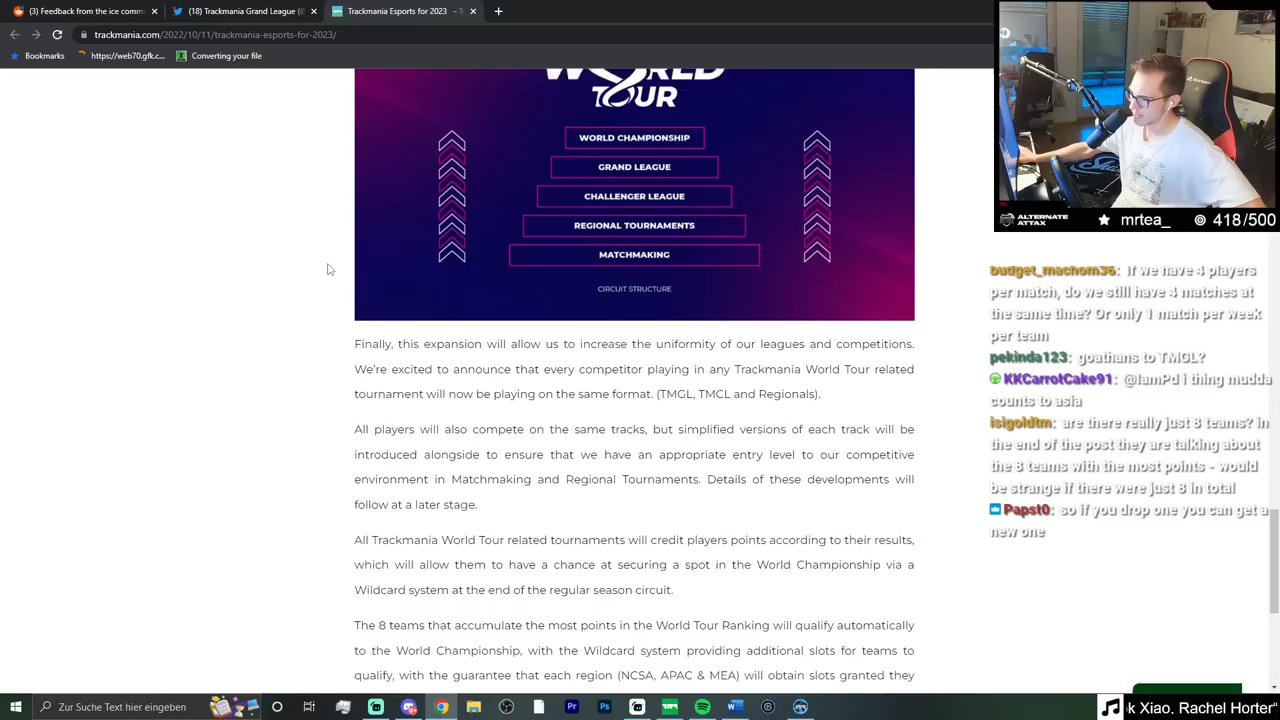 (3) Feedback from the ice comm
(18) Trackmania Grand League (
Trackmania Esports for 2023 - T
trackmania.com/2022/10/11/trackmania-esports-for-2023/
Bookmarks
https://web70.gfk.c...
Converting your file
WORLD
TOUR
WORLD CHAMPIONSHIP
GRAND LEAGUE
CHALLENGER LEAGUE
REGIONAL TOURNAMENTS
MATCHMAKING
CIRCUIT STRUCTURE
Finally, this expansion will allow us to increase the uniformity of our leagues and competitions.
We're excited to announce that every competitor playing in any Trackmania World Tour related
tournament will now be playing on the same format. (TMGL, TMCL and Regionals).
All players will also compete on the same tracks, but simplified versions of each track will be
introduced alongside to ensure that we have an appropriate entry level to our competitive
environment in Matchmaking and Regional Tournaments. Details of these developments will
follow at a later stage.
All Trackmania World Tour related tournaments will credit players points according to their results,
which will allow them to have a chance at securing a spot in the World Championship via a
Wildcard system at the end of the regular season circuit.
The 8 teams that accumulate the most points in the World Tour Ranking will qualify automatically
to the World Championship, with the Wildcard system providing additional slots for teams to
qualify, with the guarantee that each region (NCSA, APAC & MEA) will obtain slots granted they
ALTERNATE
ATTAX
mrtea_
418/500
budget_machom36: If we have 4 players
per match, do we still have 4 matches at
the same time? Or only 1 match per week
per team
pekinda123: goathans to TMGL?
KKCarrotCake91: @IamPd i thing mudda
counts to asia
isigoldtm: are there really just 8 teams? in
the end of the post they are talking about
the 8 teams with the most points - would
be strange if there were just 8 in total
Papst0: so if you drop one you can get a
new one
Zur Suche Text hier eingeben
k Xiao. Rachel Horter"